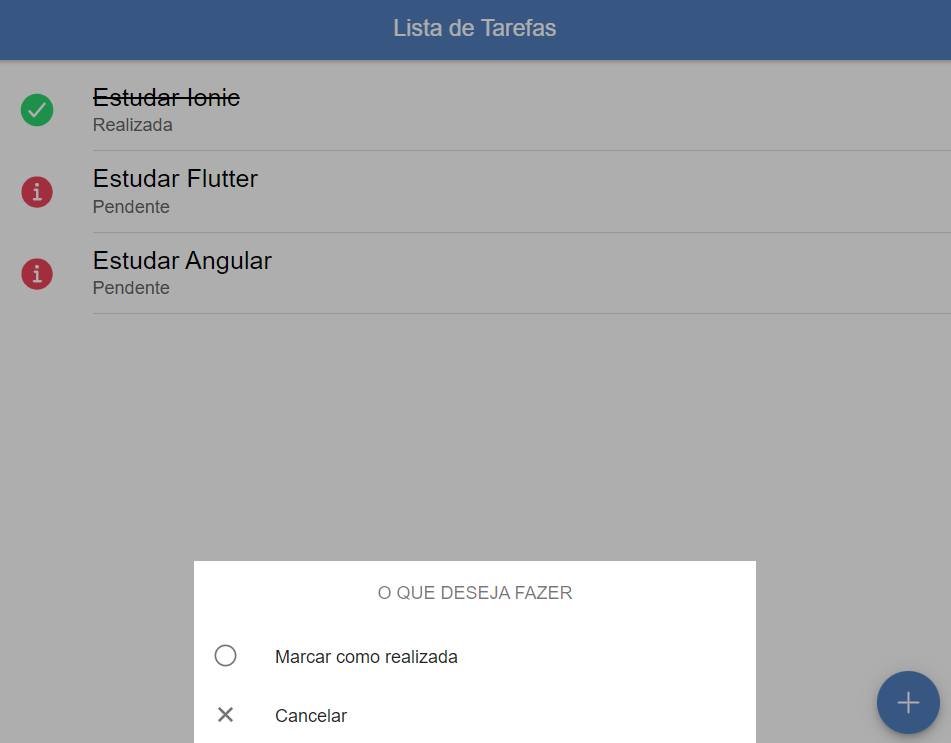 Lista de Tarefas
Estudar Ionic
Realizada
Estudar Flutter
Pendente
Estudar Angular
Pendente
O QUE DESEJA FAZER
Marcar como realizada
Cancelar